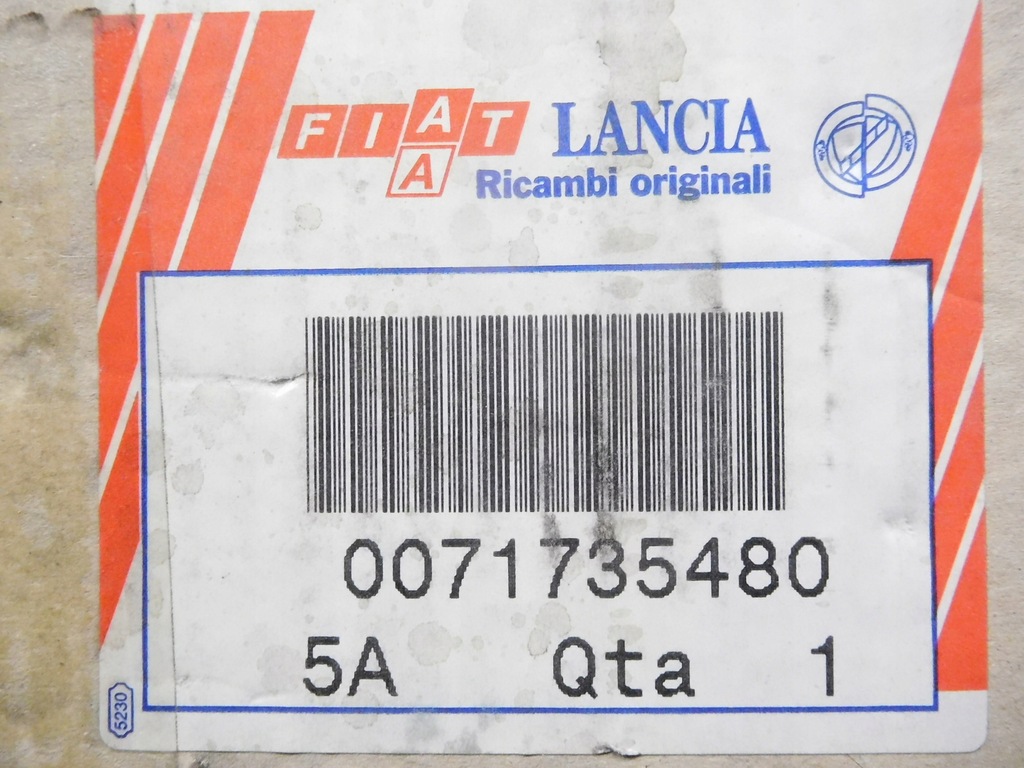 FIAT LANCIA
A
Ricambi originali
0071735480
5A Qta 1
5230